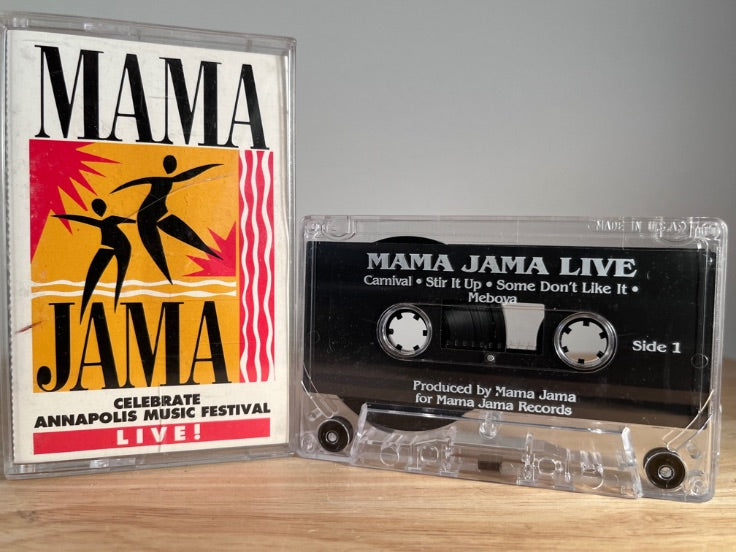 MAMA
JAMA
CELEBRATE
ANNAPOLIS MUSIC FESTIVAL
LIVE!
MADE IN U.S.A.
MAMA JAMA LIVE
Carnival • Stir It Up • Some Don't Like It •
Meboya
Side 1
Produced by Mama Jama
for Mama Jama Records